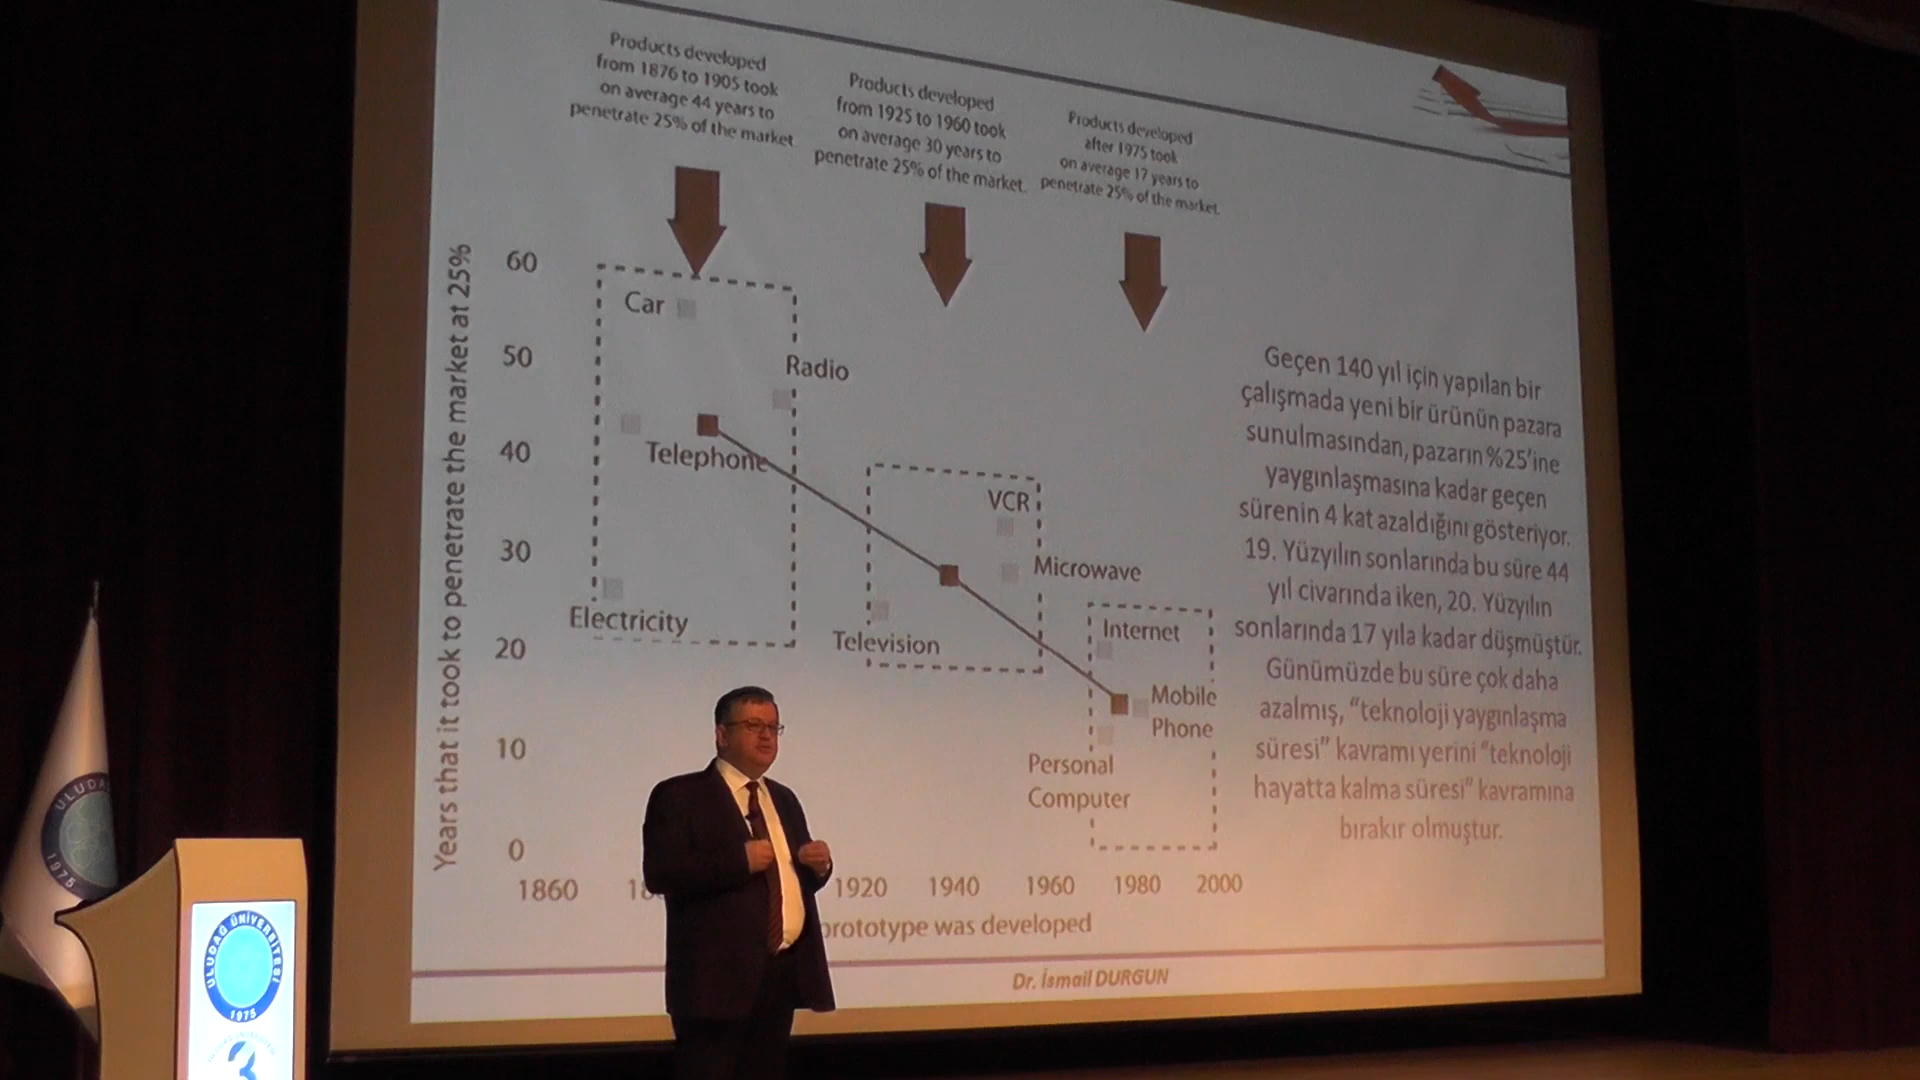 Products developed
from 1876 to 1905 took
on average 44 years to
penetrate 25% of the market.
Products developed
from 1925 to 1960 took
on average 30 years to
penetrate 25% of the market.
Products developed
after 1975 took
on average 17 years to
penetrate 25% of the market.
Years that it took to penetrate the market at 25%
60
50
40
30
20
10
0
Car
Radio
Telephone
Electricity
VCR
Microwave
Television
Internet
Mobile
Phone
Personal
Computer
1860
1920
1940
1960
1980
2000
prototype was developed
Geçen 140 yıl için yapılan bir
çalışmada yeni bir ürünün pazara
sunulmasından, pazarın %25'ine
yaygınlaşmasına kadar geçen
sürenin 4 kat azaldığını gösteriyor.
19. Yüzyılın sonlarında bu süre 44
yıl civarında iken, 20. Yüzyılın
sonlarında 17 yıla kadar düşmüştür.
Günümüzde bu süre çok daha
azalmış, “teknoloji yaygınlaşma
süresi” kavramı yerini “teknoloji
hayatta kalma süresi” kavramına
bırakır olmuştur.
Dr. İsmail DURGUN
ULUDA
1975
ULUDAĞ ÜNİVERSİTESİ
1975